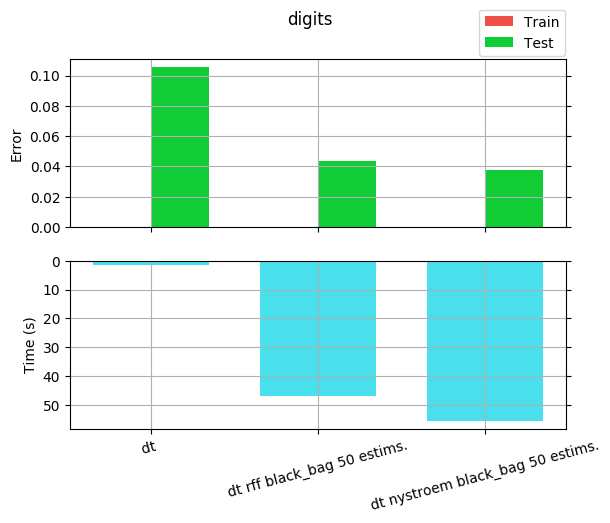 digits
Train
Test
0.10
0.08
0.06
0.04
0.02
0.00
Error
0
10
20
30
40
50
Time (s)
dt
dt rff black_bag 50 estims.
dt nystroem black_bag 50 estims.